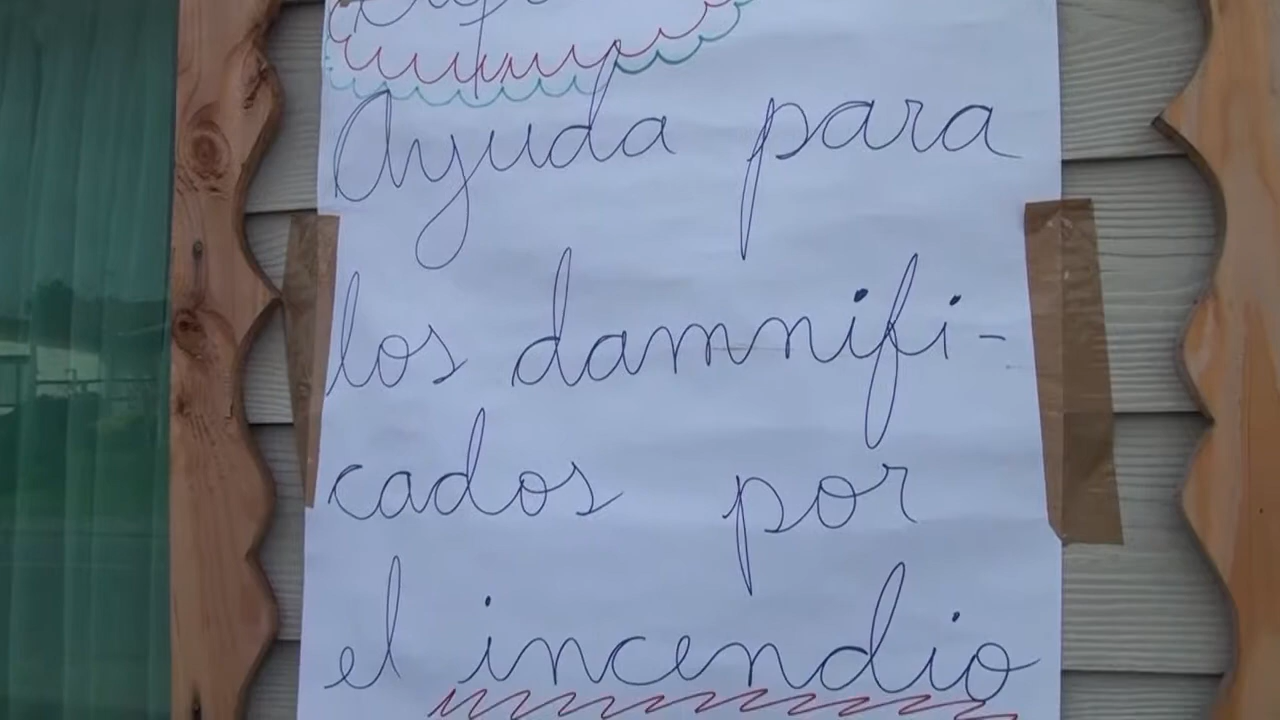 Ayuda para
los damnifi-
cados por
el incendio